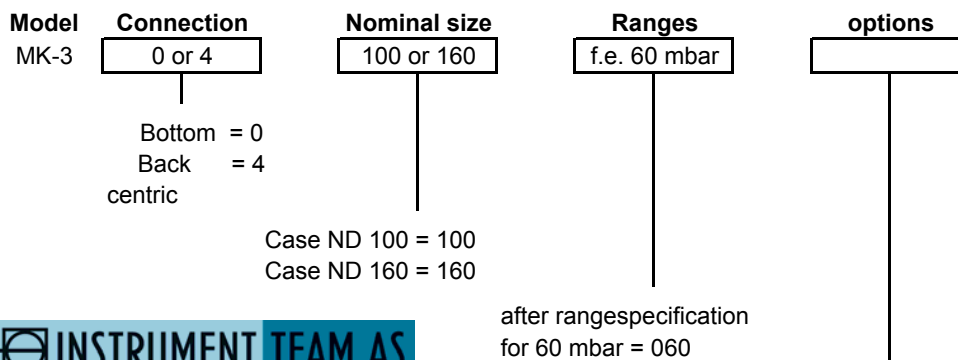 Model Connection Nominal size Ranges options
MK-3 0 or 4 100 or 160 f.e. 60 mbar
Bottom = 0
Back = 4
centric
Case ND 100 = 100
Case ND 160 = 160
after rangespecification
for 60 mbar = 060
INSTRUMENT TEAM AS